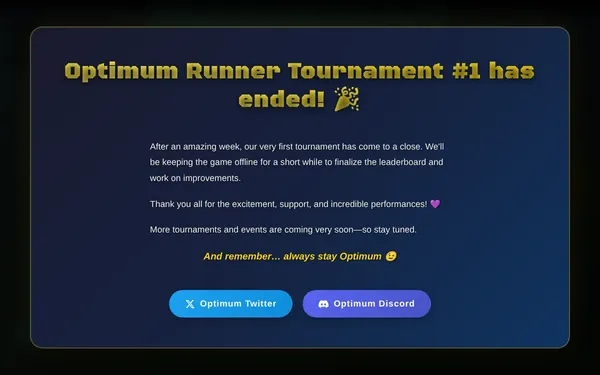 Optimum Runner Tournament #1 has
ended! 🎉
After an amazing week, our very first tournament has come to a close. We'll
be keeping the game offline for a short while to finalize the leaderboard and
work on improvements.
Thank you all for the excitement, support, and incredible performances! 💜
More tournaments and events are coming very soon—so stay tuned.
And remember… always stay Optimum 😉
Optimum Twitter
Optimum Discord